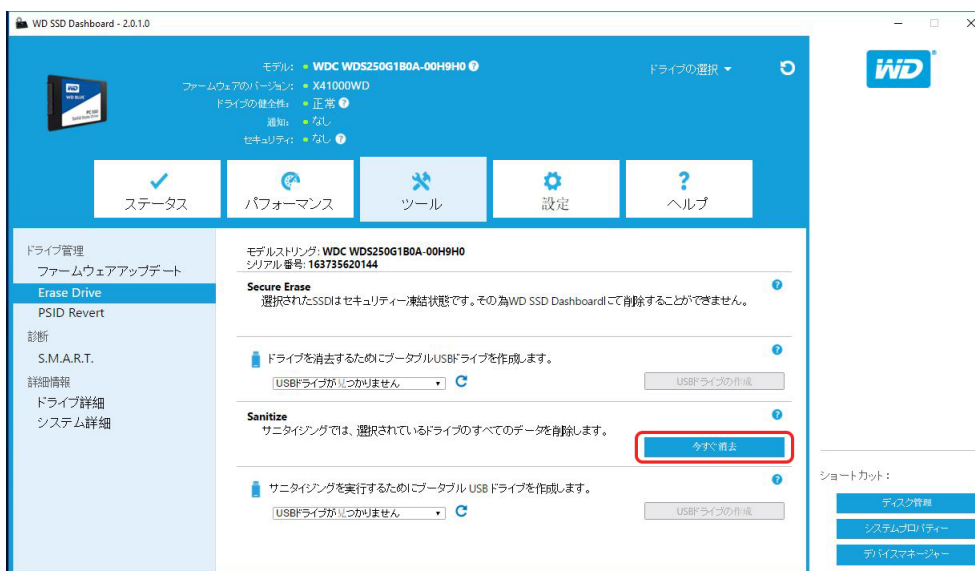 WD SSD Dashboard - 2.0.1.0
モデル: WDC WDS250G1B0A-00H9H0
ファームウェアのバージョン: X41000WD
ドライブの健全性: 正常
通知: なし
セキュリティ: なし
ドライブの選択
WD
WD
WD BLUE
ステータス
パフォーマンス
ツール
設定
ヘルプ
ドライブ管理
ファームウェアアップデート
Erase Drive
PSID Revert
診断
S.M.A.R.T.
詳細情報
ドライブ詳細
システム詳細
モデルストリング: WDC WDS250G1B0A-00H9H0
シリアル番号: 163735620144
Secure Erase
選択されたSSDはセキュリティー凍結状態です。その為WD SSD Dashboardにて削除することができません。
ドライブを消去するためにブータブルUSBドライブを作成します。
USBドライブが見つかりません
USBドライブの作成
Sanitize
サニタイジングでは、選択されているドライブのすべてのデータを削除します。
今すぐ消去
サニタイジングを実行するためにブータブル USB ドライブを作成します。
USBドライブが見つかりません
USBドライブの作成
ショートカット:
ディスク管理
システムプロパティー
デバイスマネージャー